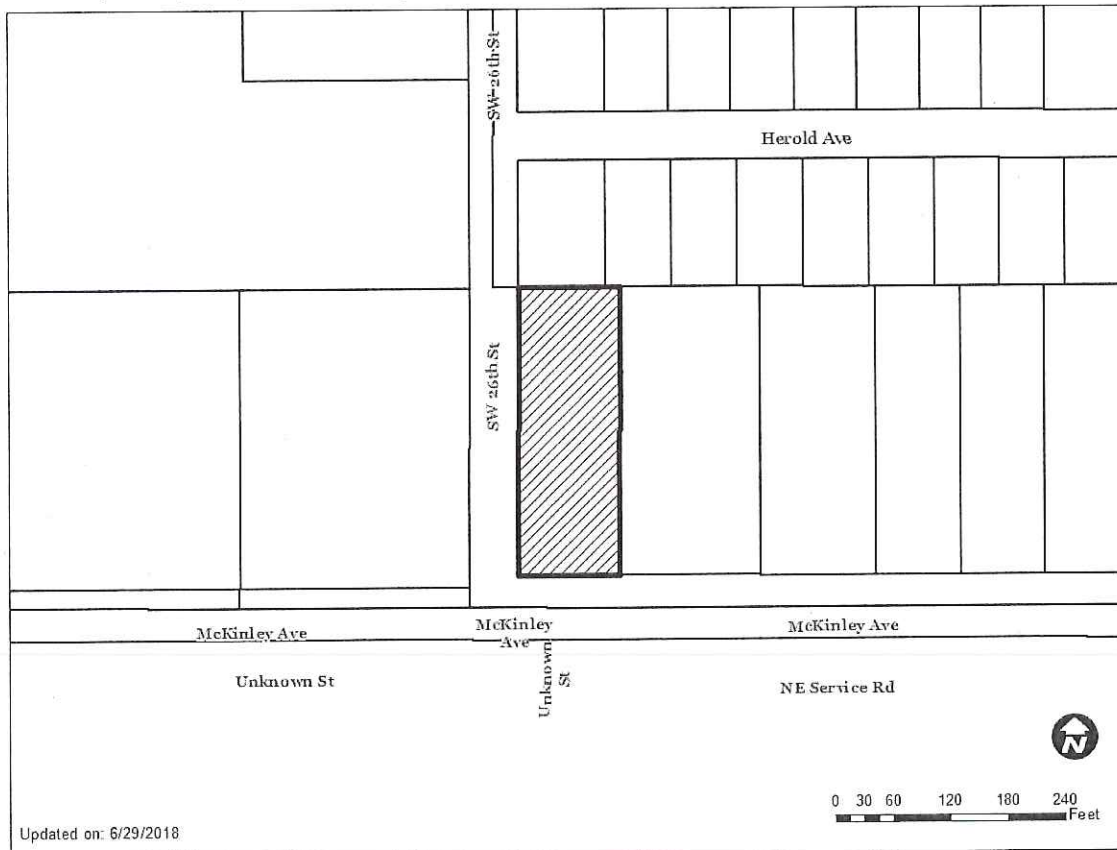 SW 26th St
Herold Ave
SW 26th St
McKinley Ave
McKinley
Ave
McKinley Ave
Unknown St
Unknown
St
NE Service Rd
N
0 30 60 120 180 240
Feet
Updated on: 6/29/2018